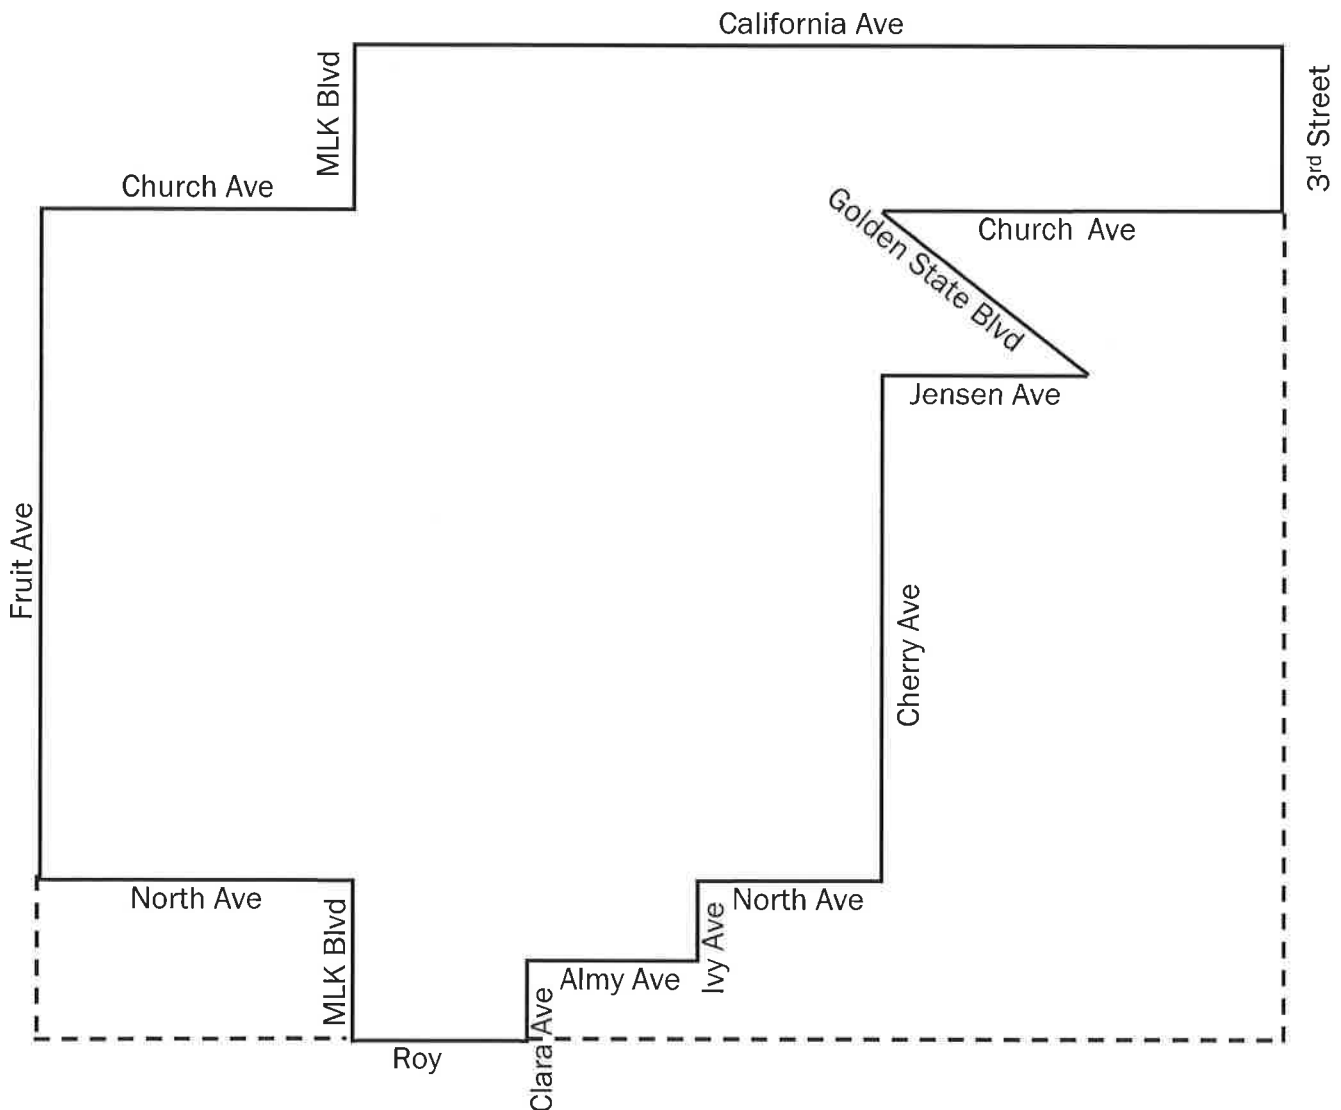 California Ave
MLK Blvd
3rd Street
Church Ave
Golden State Blvd
Church Ave
Jensen Ave
Fruit Ave
Cherry Ave
North Ave
MLK Blvd
North Ave
Ivy Ave
Almy Ave
Clara Ave
Roy